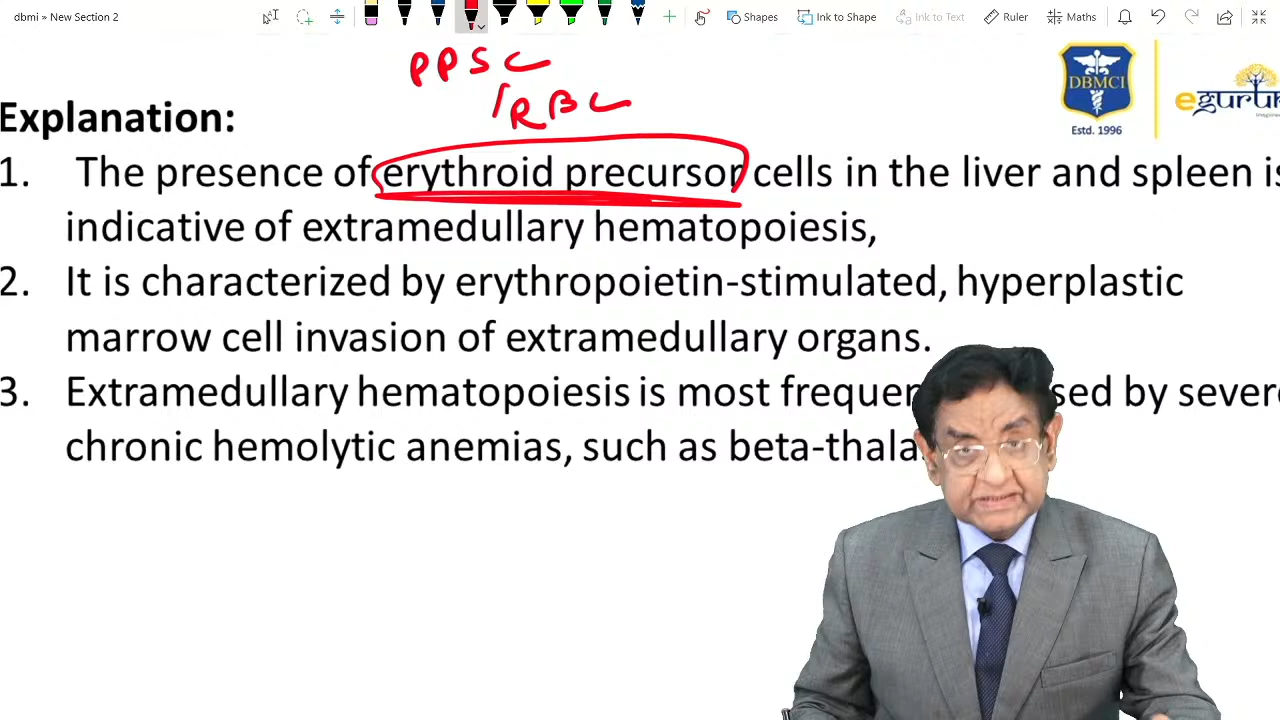 dbmi » New Section 2
Shapes
Ink to Shape
Ink to Text
Ruler
Maths
PPSC
RBC
DBMCI
Estd. 1996
Explanation:
1. The presence of erythroid precursor cells in the liver and spleen is
indicative of extramedullary hematopoiesis,
2. It is characterized by erythropoietin-stimulated, hyperplastic
marrow cell invasion of extramedullary organs.
3. Extramedullary hematopoiesis is most by
chronic hemolytic anemias, such as